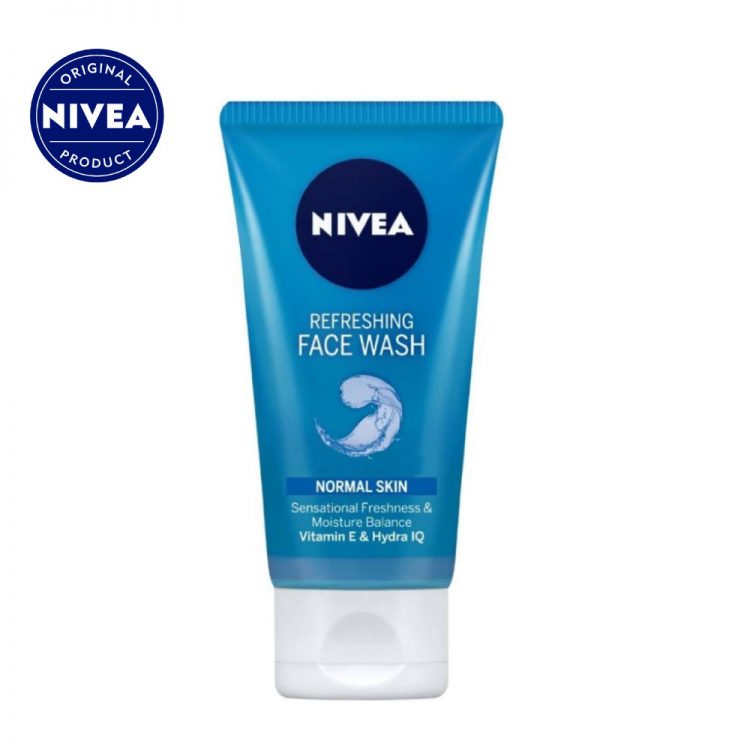 ORIGINAL
NIVEA
PRODUCT
NIVEA
REFRESHING
FACE WASH
NORMAL SKIN
Sensational Freshness &
Moisture Balance
Vitamin E & Hydra IQ